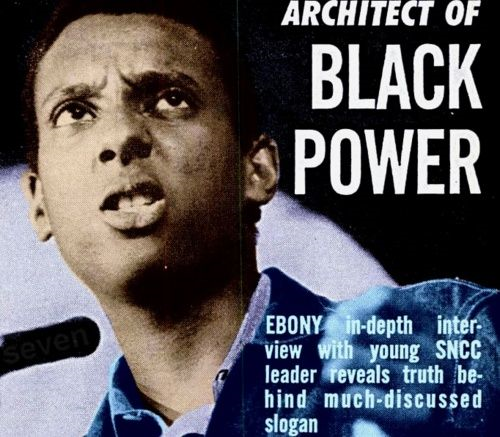 ARCHITECT OF
BLACK
POWER
EBONY in-depth inter-
view with young SNCC
leader reveals truth be-
hind much-discussed
slogan
seven